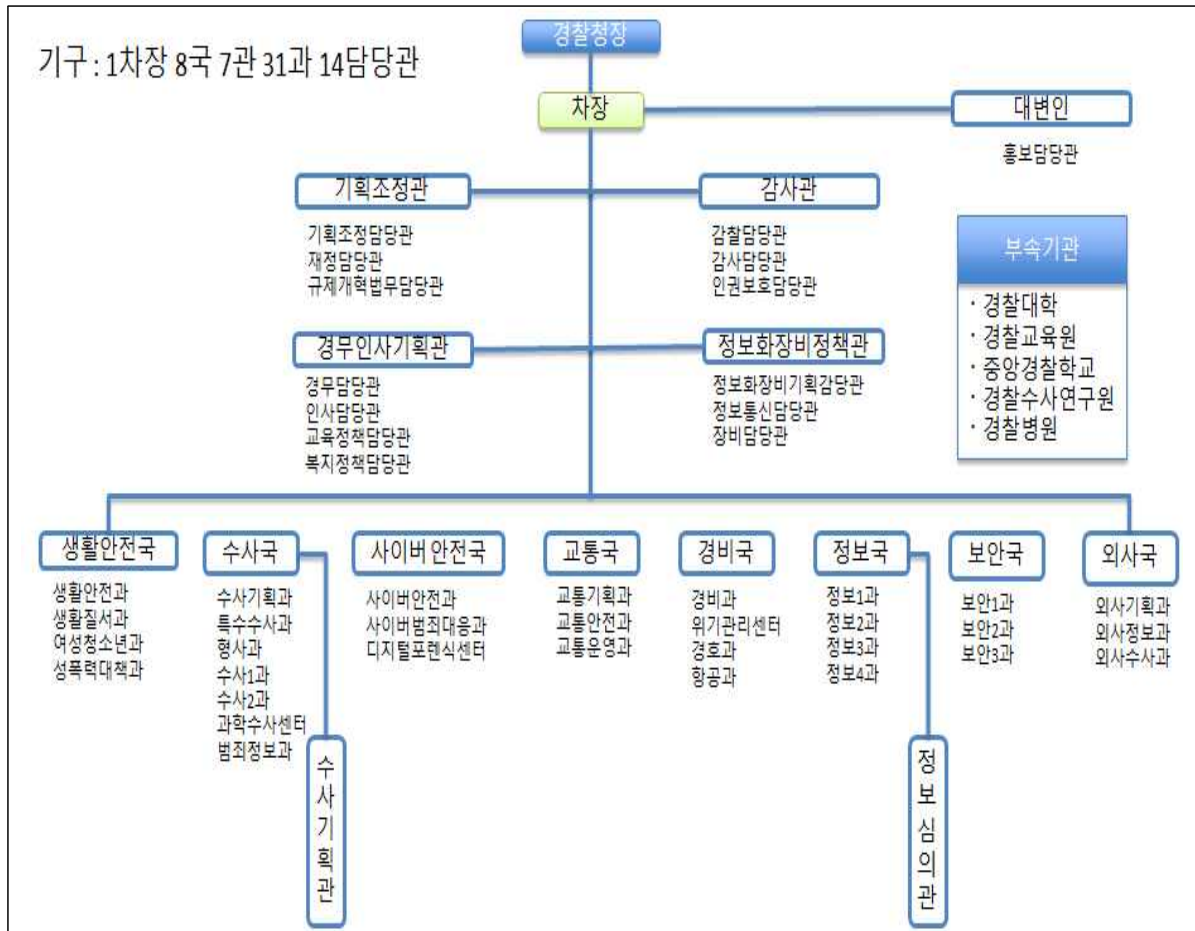 경찰청장
기구 : 1차장 8국 7관 31과 14담당관
차장
대변인
홍보담당관
기획조정관
기획조정담당관
재정담당관
규제개혁법무담당관
감사관
감찰담당관
감사담당관
인권보호담당관
부속기관
· 경찰대학
· 경찰교육원
· 중앙경찰학교
· 경찰수사연구원
· 경찰병원
경무인사기획관
경무담당관
인사담당관
교육정책담당관
복지정책담당관
정보화장비정책관
정보화장비기획감당관
정보통신담당관
장비담당관
생활안전국
생활안전과
생활질서과
여성청소년과
성폭력대책과
수사국
수사기획과
특수수사과
형사과
수사1과
수사2과
과학수사센터
범죄정보과
수사기획관
사이버 안전국
사이버안전과
사이버범죄대응과
디지털포렌식센터
교통국
교통기획과
교통안전과
교통운영과
경비국
경비과
위기관리센터
경호과
항공과
정보국
정보1과
정보2과
정보3과
정보4과
정보 심의관
보안국
보안1과
보안2과
보안3과
외사국
외사기획과
외사정보과
외사수사과